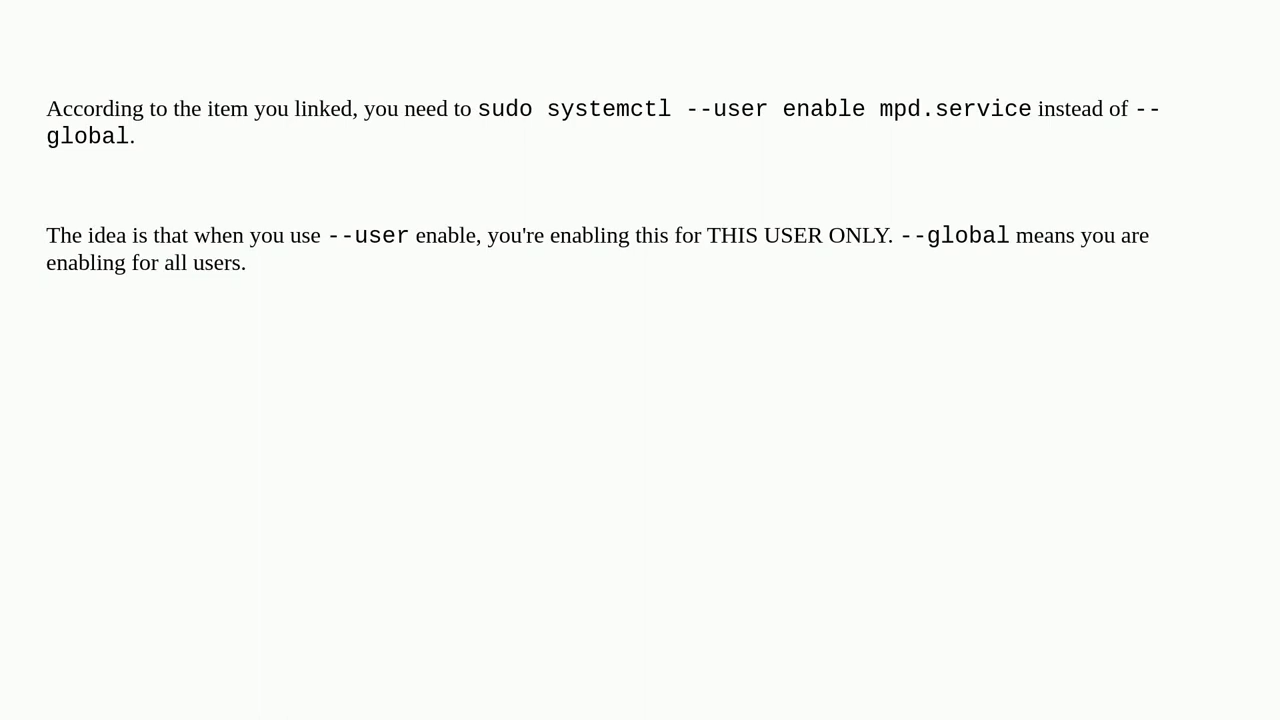 According to the item you linked, you need to sudo systemctl --user enable mpd.service instead of --
global.
The idea is that when you use --user enable, you're enabling this for THIS USER ONLY. --global means you are
enabling for all users.